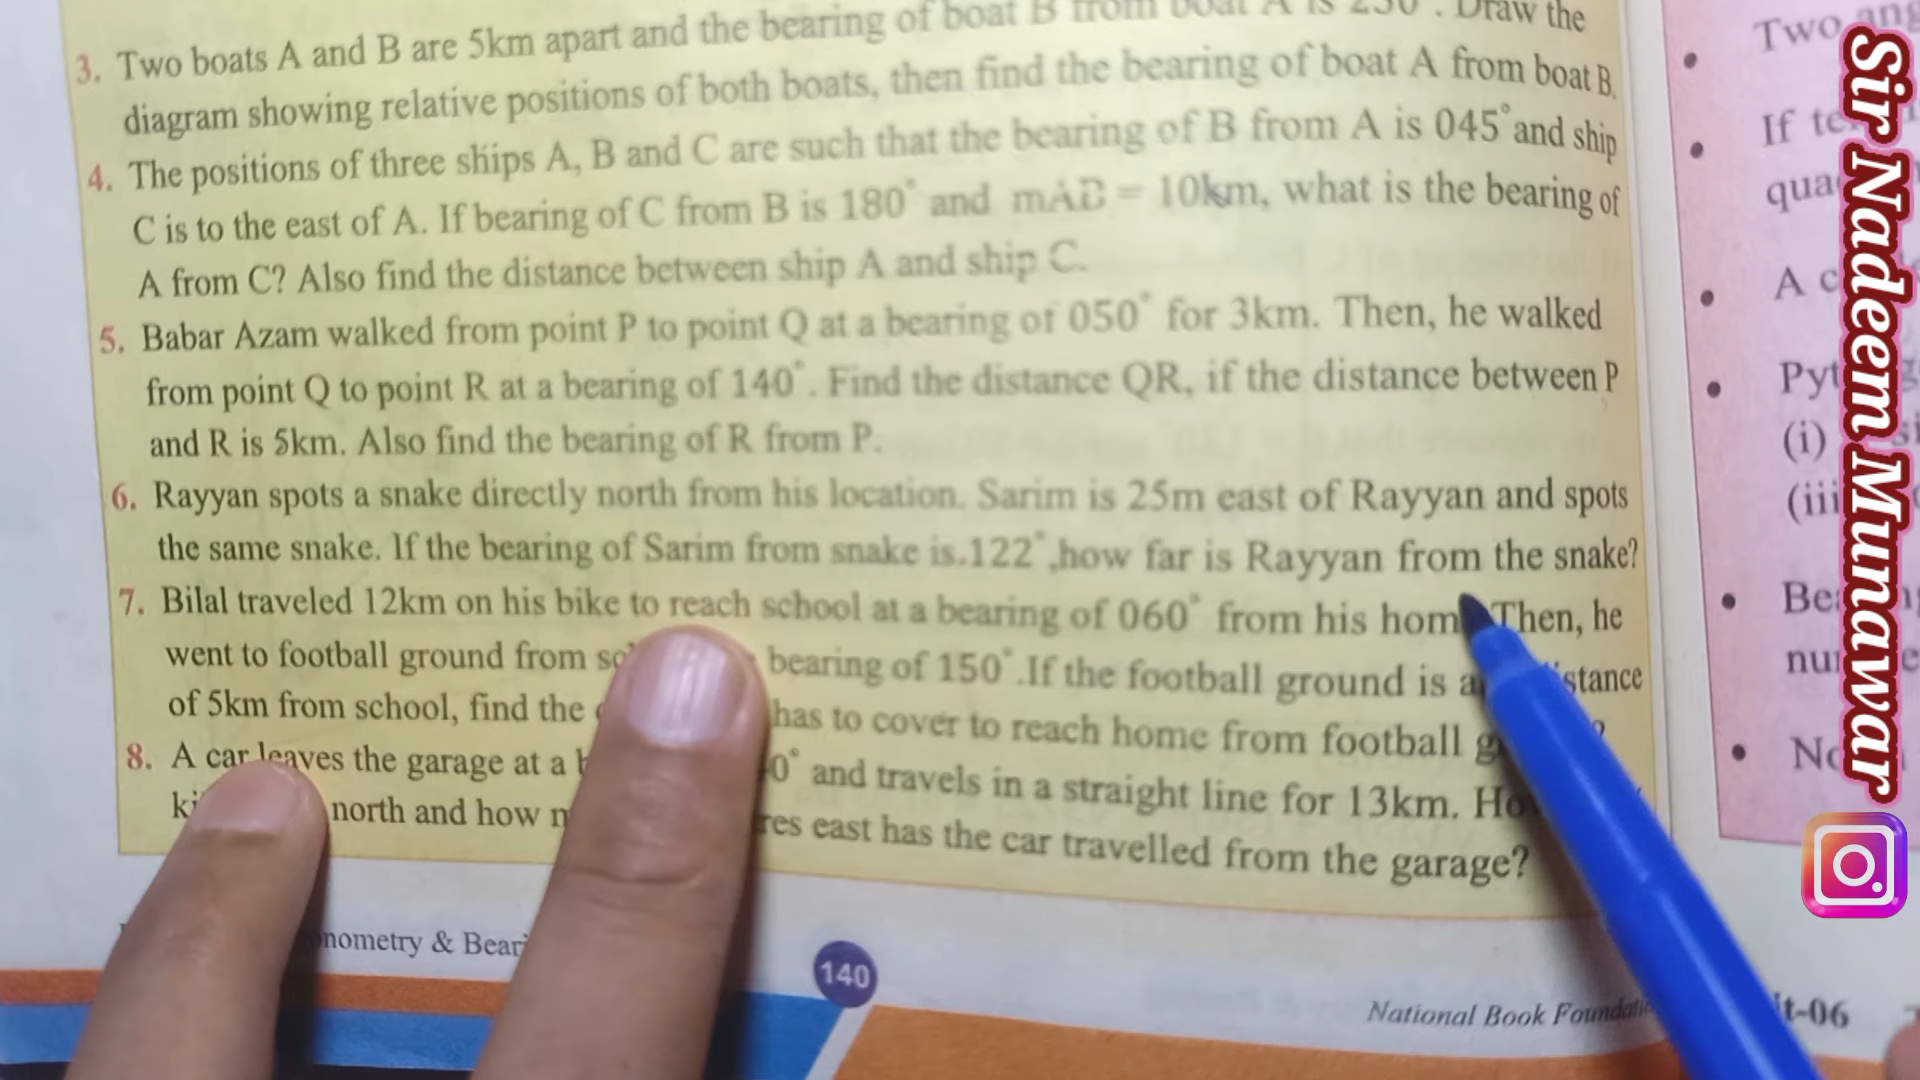 3. Two boats A and B are 5km apart and the bearing of boat B from boat A is 230°. Draw the
diagram showing relative positions of both boats, then find the bearing of boat A from boat B.
4. The positions of three ships A, B and C are such that the bearing of B from A is 045° and ship
C is to the east of A. If bearing of C from B is 180° and mAB = 10km, what is the bearing of
A from C? Also find the distance between ship A and ship C.
5. Babar Azam walked from point P to point Q at a bearing of 050° for 3km. Then, he walked
from point Q to point R at a bearing of 140°. Find the distance QR, if the distance between P
and R is 5km. Also find the bearing of R from P.
6. Rayyan spots a snake directly north from his location. Sarim is 25m east of Rayyan and spots
the same snake. If the bearing of Sarim from snake is.122°,how far is Rayyan from the snake?
7. Bilal traveled 12km on his bike to reach school at a bearing of 060° from his hom Then, he
went to football ground from bearing of 150°.If the football ground is a stance
of 5km from school, find the has to cover to reach home from football g ?
8. A car leaves the garage at a 0° and travels in a straight line for 13km. Ho
ki north and how m res east has the car travelled from the garage?
nometry & Beari
140
National Book Foundati
it-06
Two ang
If te
qua
A c
Pyt
(i) si
(iii
Bea
nu
No
Sir Nadeem Munawar